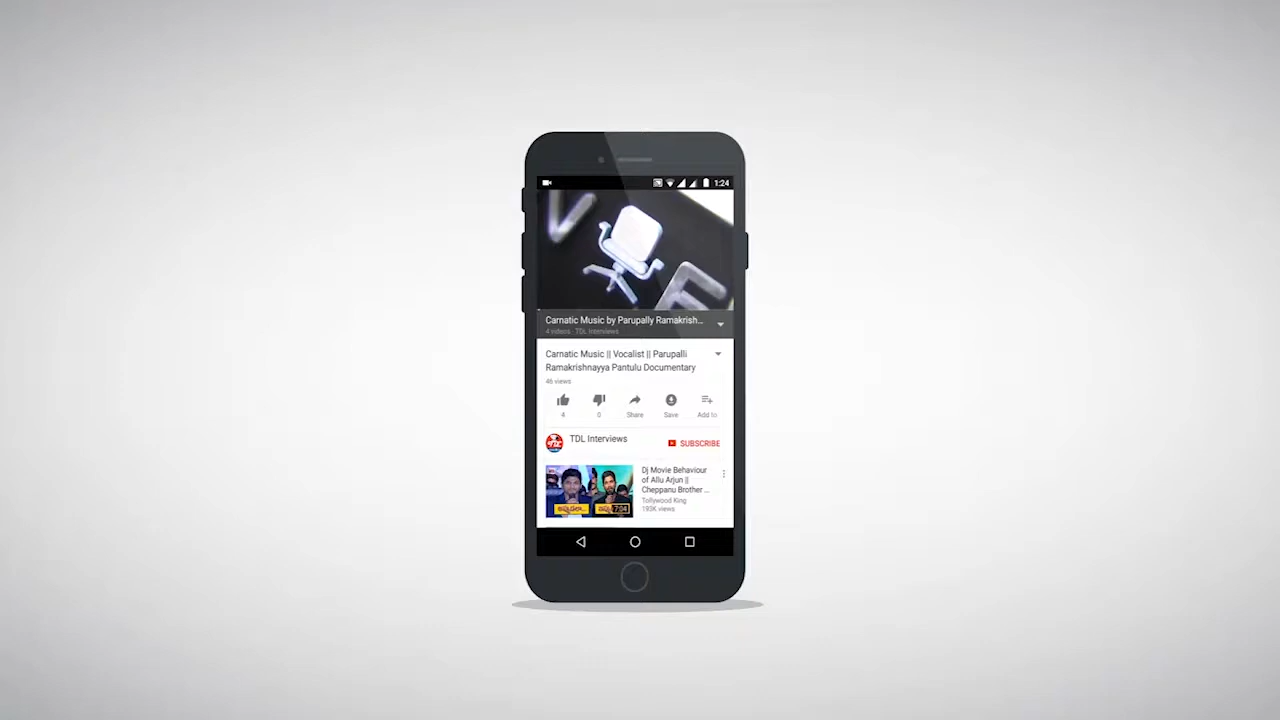 1:24
Carnatic Music by Parupally Ramakrish...
4 videos · TDL Interviews
Carnatic Music || Vocalist || Parupalli
Ramakrishnayya Pantulu Documentary
46 views
4
0
Share
Save
Add to
TDL Interviews
SUBSCRIBE
Dj Movie Behaviour
of Allu Arjun ||
Cheppanu Brother ...
Tollywood King
193K views
7:04